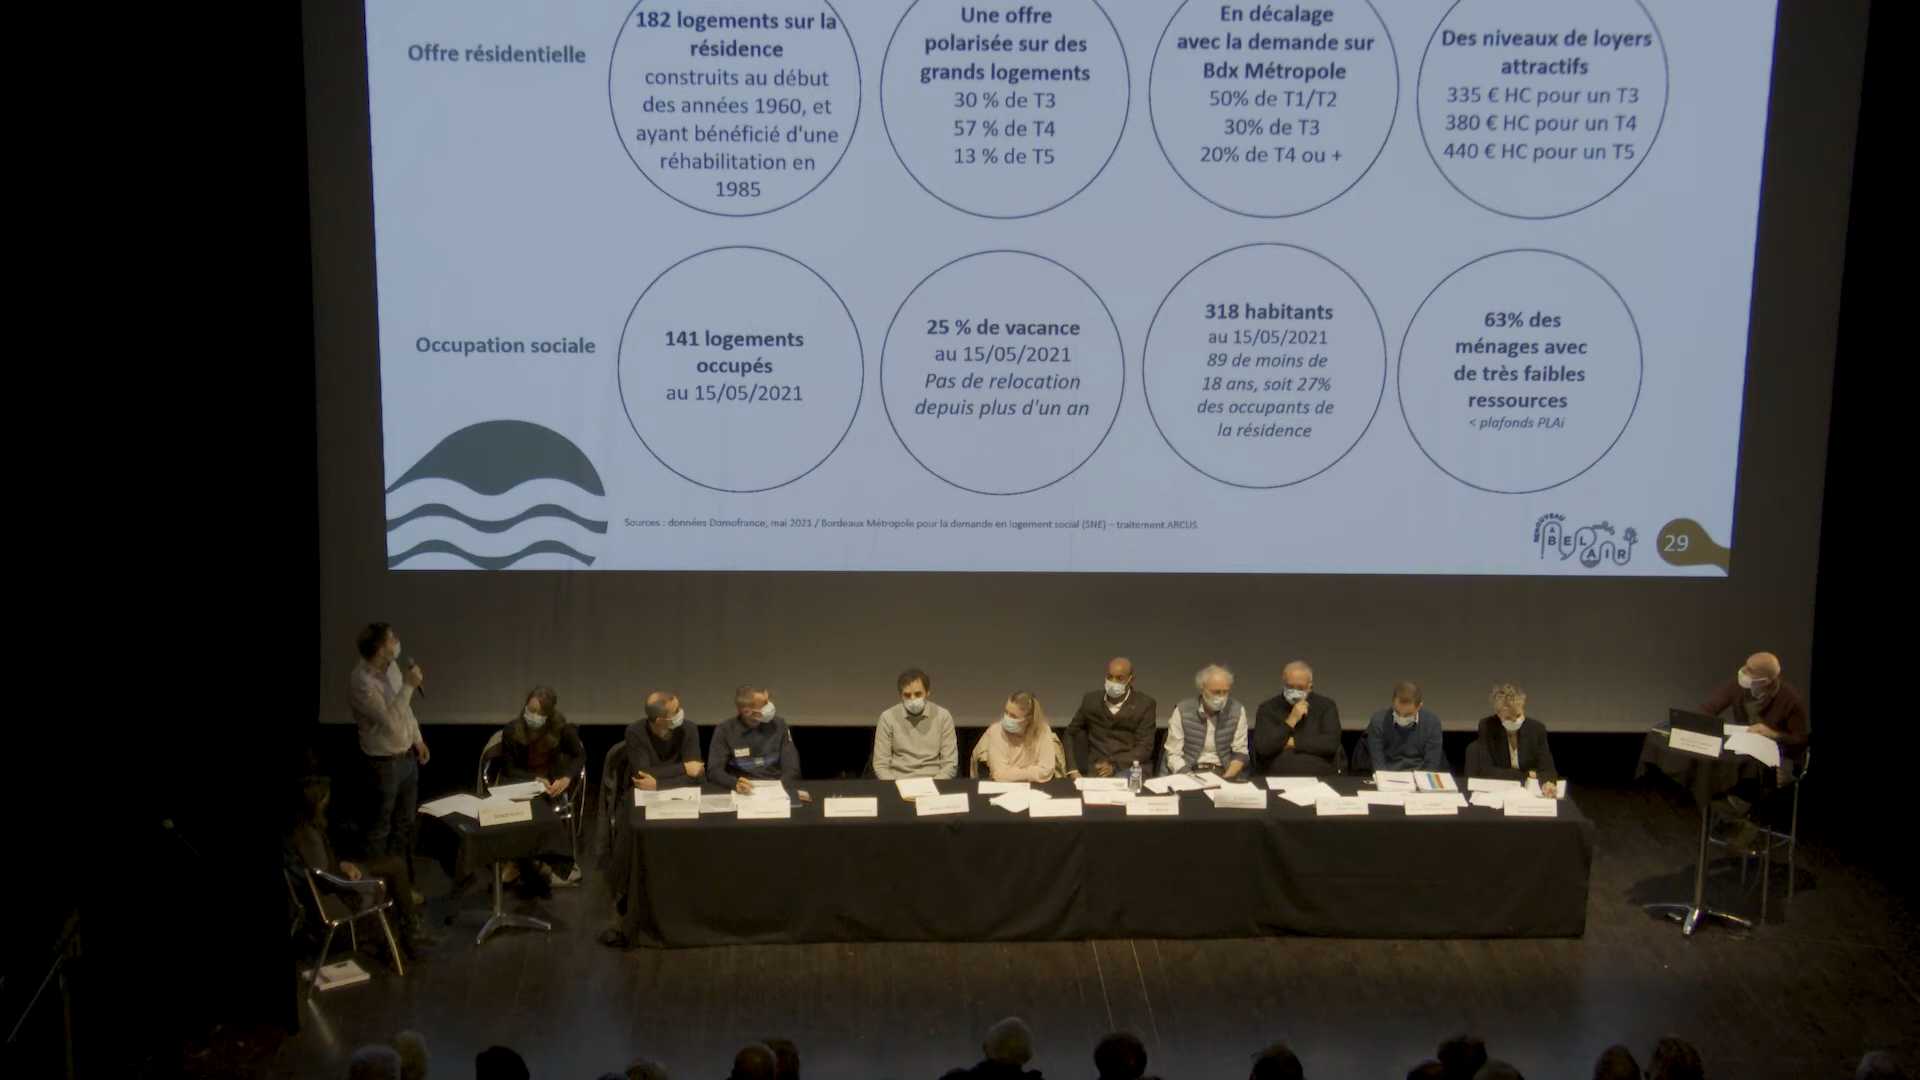 Offre résidentielle
182 logements sur la
résidence
construits au début
des années 1960, et
ayant bénéficié d'une
réhabilitation en
1985
Une offre
polarisée sur des
grands logements
30 % de T3
57 % de T4
13 % de T5
En décalage
avec la demande sur
Bdx Métropole
50% de T1/T2
30% de T3
20% de T4 ou +
Des niveaux de loyers
attractifs
335 € HC pour un T3
380 € HC pour un T4
440 € HC pour un T5
Occupation sociale
141 logements
occupés
au 15/05/2021
25 % de vacance
au 15/05/2021
Pas de relocation
depuis plus d'un an
318 habitants
au 15/05/2021
89 de moins de
18 ans, soit 27%
des occupants de
la résidence
63% des
ménages avec
de très faibles
ressources
< plafonds PLAi
Sources : données Domofrance, mai 2021 / Bordeaux Métropole pour la demande en logement social (SNE) – traitement ARCUS
RENOUVEAU
À
BEL
AIR
29